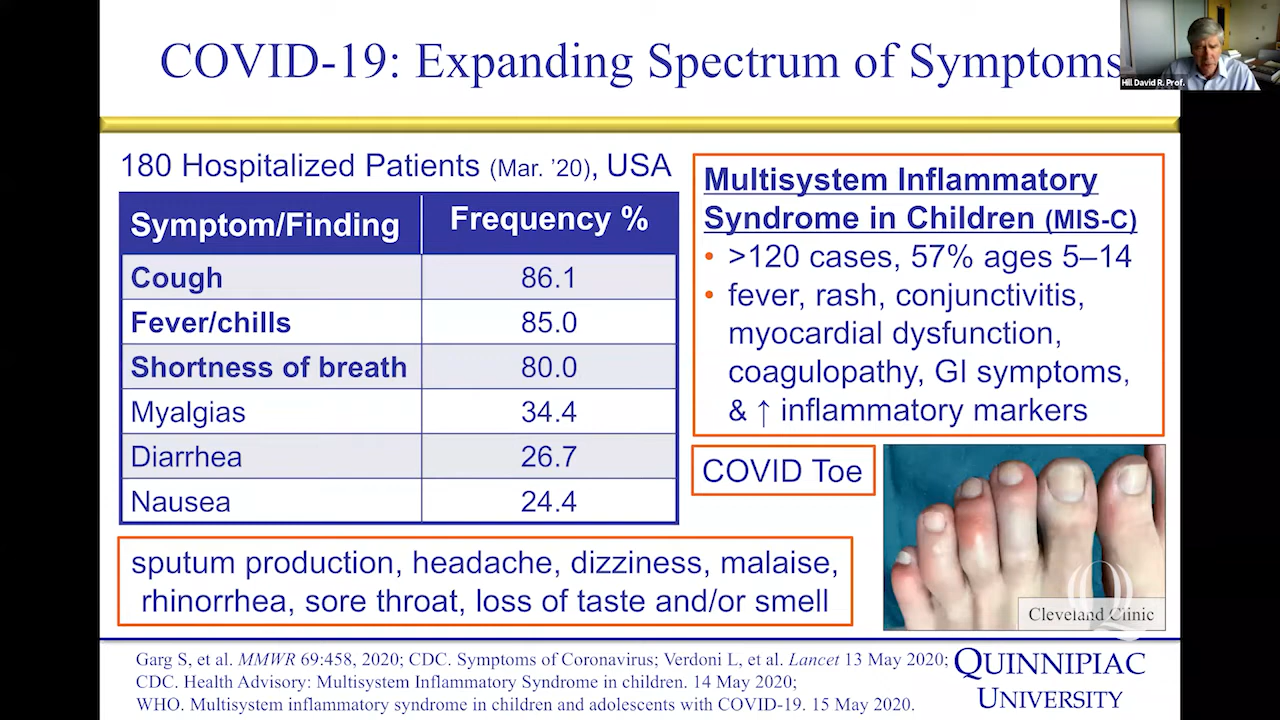 COVID-19: Expanding Spectrum of Symptoms
Hill David R. Prof.
180 Hospitalized Patients (Mar. ’20), USA
Symptom/Finding Frequency %
Cough 86.1
Fever/chills 85.0
Shortness of breath 80.0
Myalgias 34.4
Diarrhea 26.7
Nausea 24.4
sputum production, headache, dizziness, malaise,
rhinorrhea, sore throat, loss of taste and/or smell
Multisystem Inflammatory
Syndrome in Children (MIS-C)
• >120 cases, 57% ages 5–14
• fever, rash, conjunctivitis,
myocardial dysfunction,
coagulopathy, GI symptoms,
& ↑ inflammatory markers
COVID Toe
Cleveland Clinic
Garg S, et al. MMWR 69:458, 2020; CDC. Symptoms of Coronavirus; Verdoni L, et al. Lancet 13 May 2020;
CDC. Health Advisory: Multisystem Inflammatory Syndrome in children. 14 May 2020;
WHO. Multisystem inflammatory syndrome in children and adolescents with COVID-19. 15 May 2020.
QUINNIPIAC
UNIVERSITY